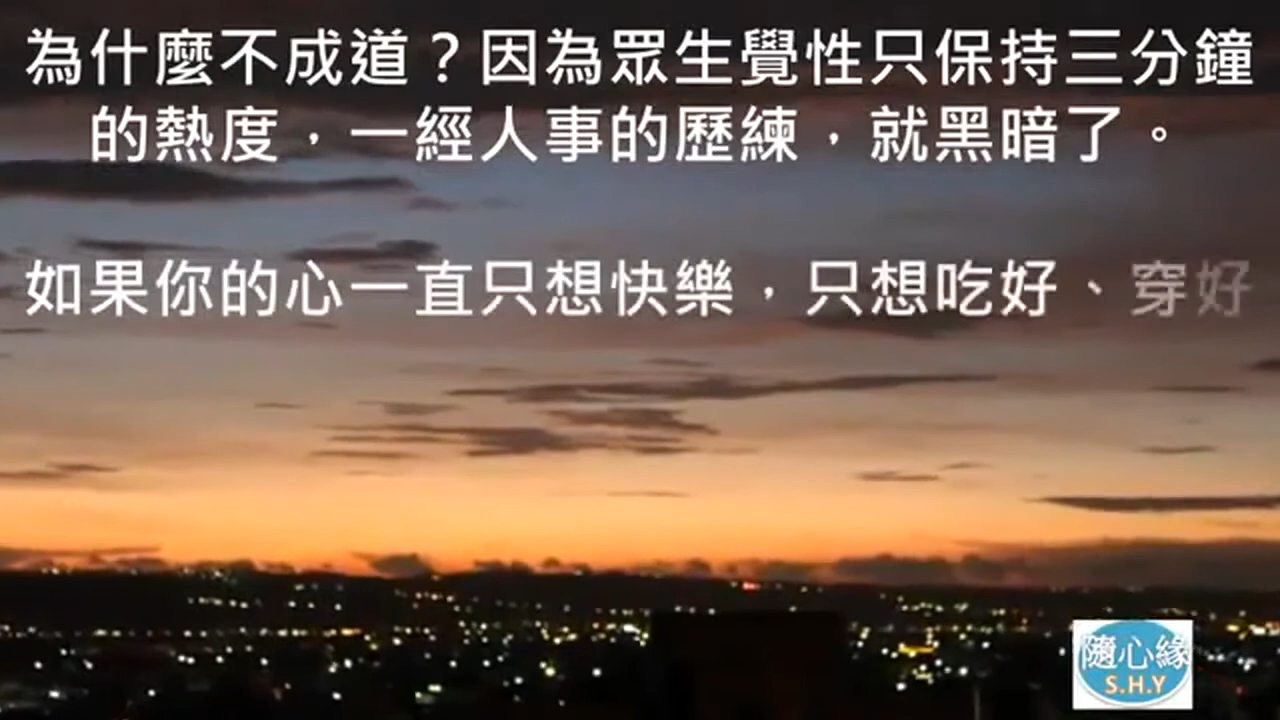 為什麼不成道？因為眾生覺性只保持三分鐘
的熱度，一經人事的歷練，就黑暗了。
如果你的心一直只想快樂，只想吃好、穿好
隨心緣
S.H.Y